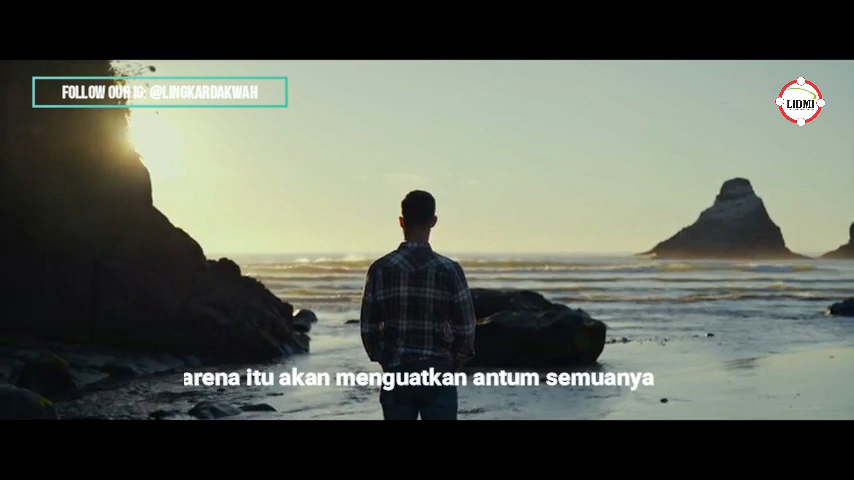 FOLLOW OUR IG: @LINGKARDAKWAH
LIDMI
arena itu akan menguatkan antum semuanya